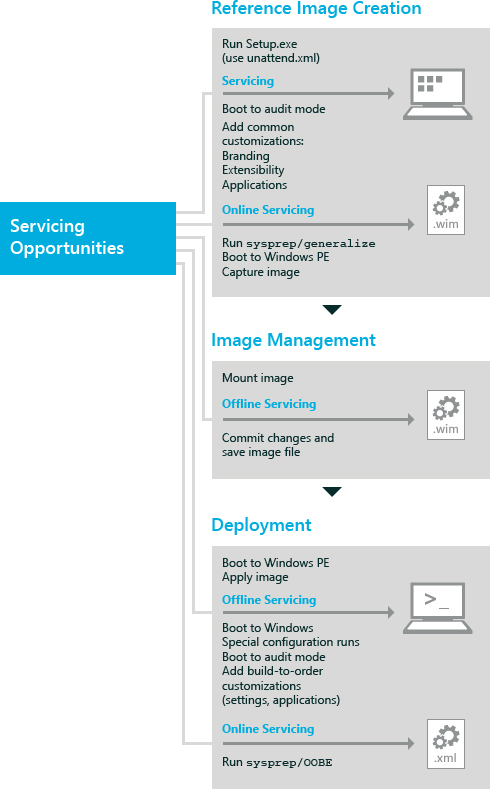 Reference Image Creation
Run Setup.exe
(use unattend.xml)
Servicing
Boot to audit mode
Add common
customizations:
Branding
Extensibility
Applications
Online Servicing
.wim
Run sysprep/generalize
Boot to Windows PE
Capture image
Servicing
Opportunities
Image Management
Mount image
Offline Servicing
.wim
Commit changes and
save image file
Deployment
Boot to Windows PE
Apply image
Offline Servicing
>_
Boot to Windows
Special configuration runs
Boot to audit mode
Add build-to-order
customizations
(settings, applications)
Online Servicing
.xml
Run sysprep/OOBE